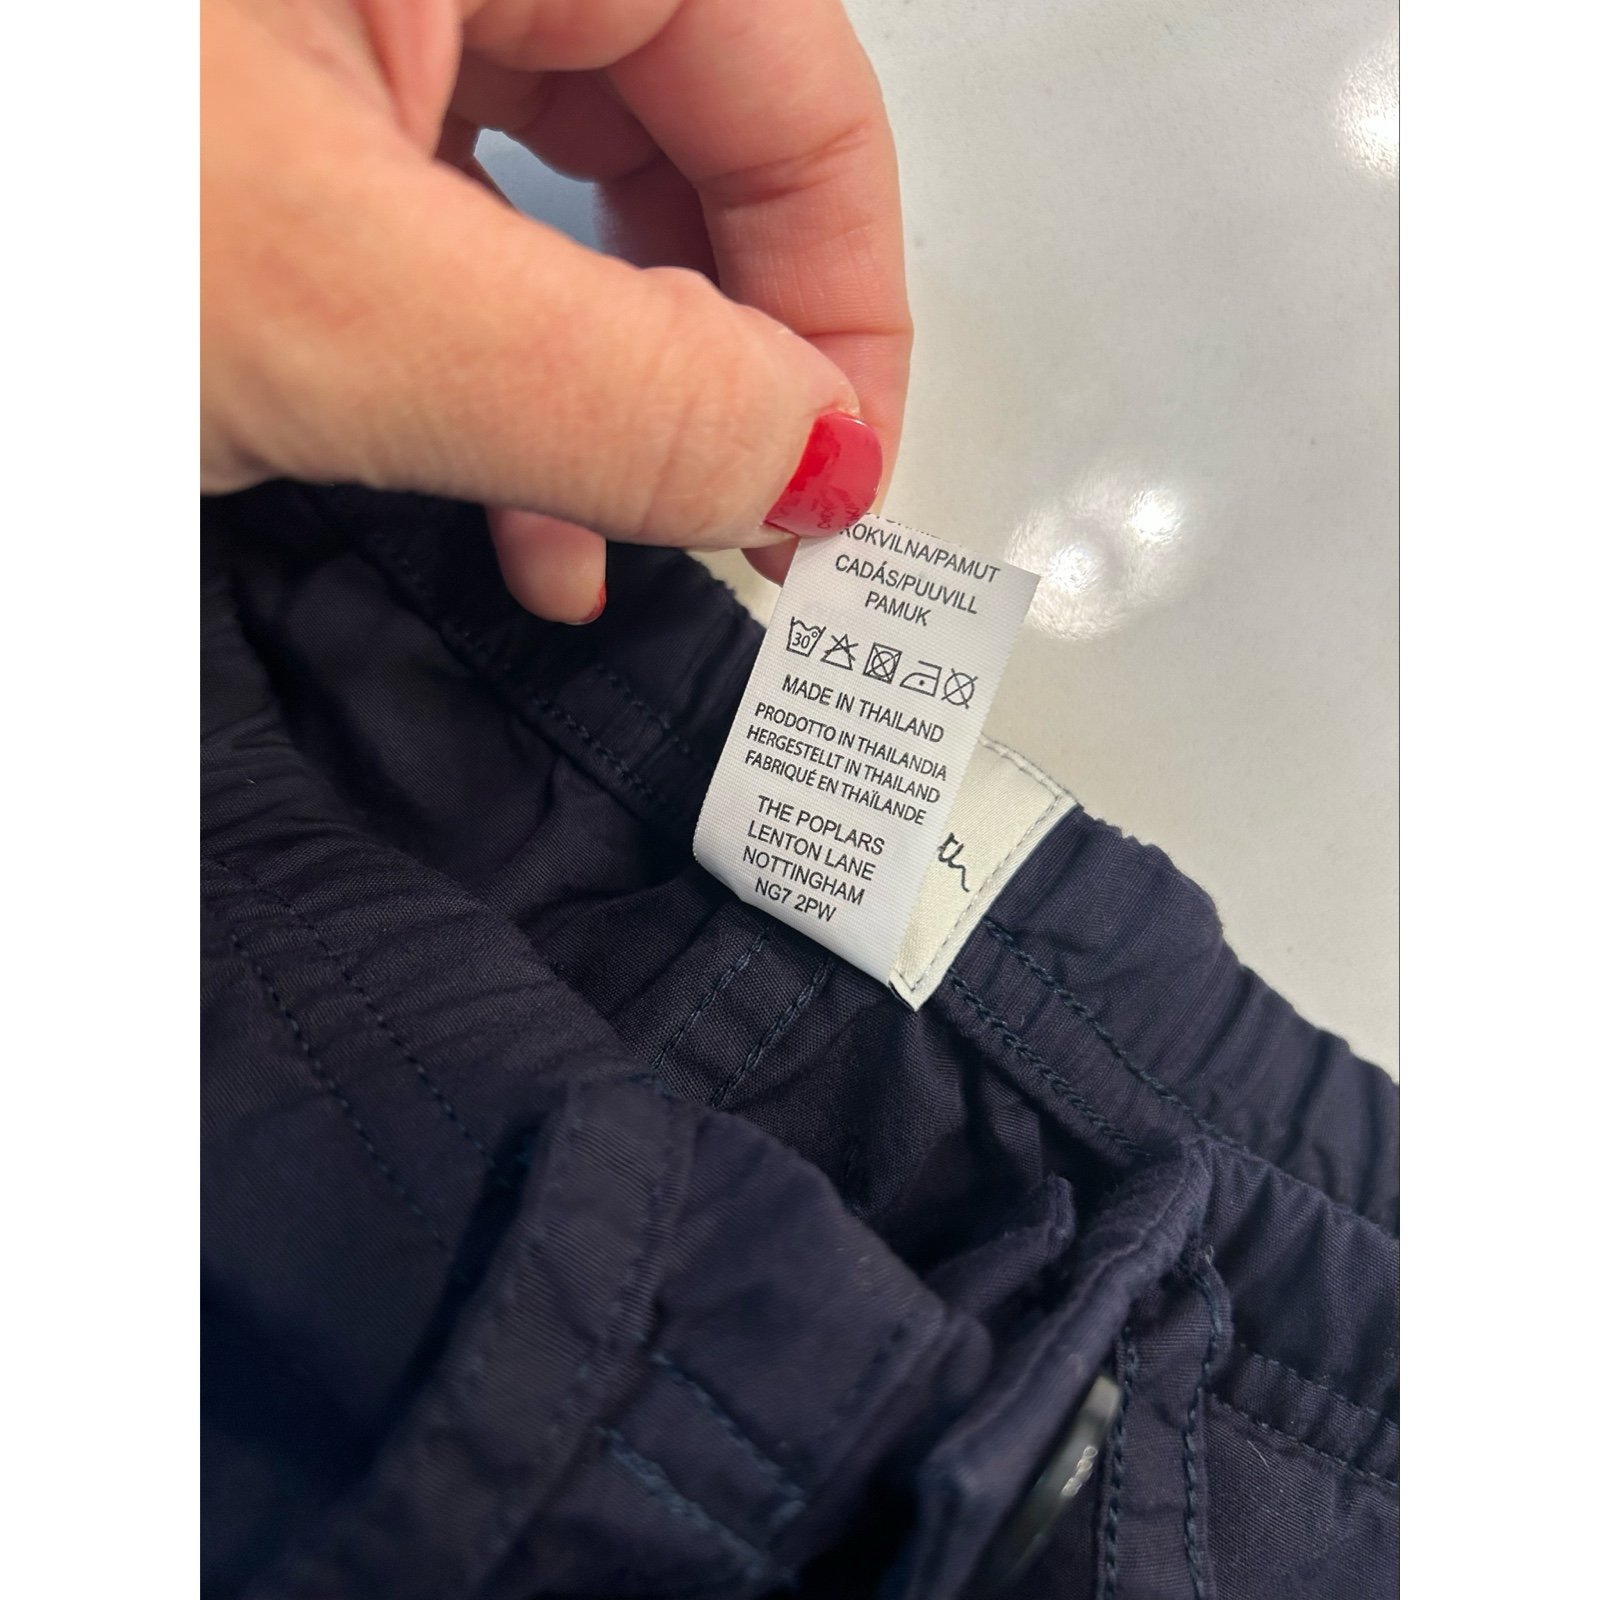 KOKVILNA/PAMUT
CADÁS/PUUVILL
PAMUK
30°
MADE IN THAILAND
PRODOTTO IN THAILANDIA
HERGESTELLT IN THAILAND
FABRIQUÉ EN THAÏLANDE
THE POPLARS
LENTON LANE
NOTTINGHAM
NG7 2PW